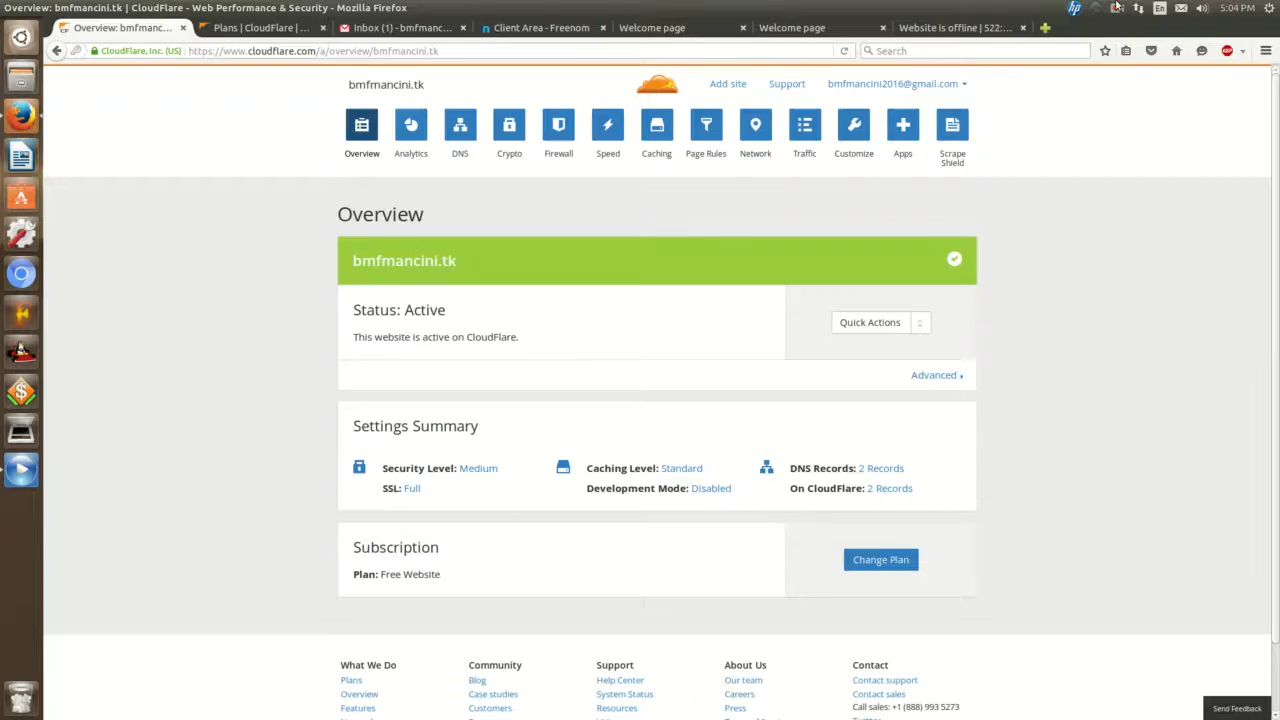 Overview: bmfmancini.tk | CloudFlare - Web Performance & Security - Mozilla Firefox
En
5:04 PM
Overview: bmfmanc...
Plans | CloudFlare | ...
Inbox (1) - bmfmanc...
Client Area - Freenom
Welcome page
Welcome page
Website is offline | 522:...
CloudFlare, Inc. (US)
https://www.cloudflare.com/a/overview/bmfmancini.tk
Search
ABP
bmfmancini.tk
Add site
Support
bmfmancini2016@gmail.com
Overview
Analytics
DNS
Crypto
Firewall
Speed
Caching
Page Rules
Network
Traffic
Customize
Apps
Scrape
Shield
Overview
bmfmancini.tk
Status: Active
This website is active on CloudFlare.
Quick Actions
Advanced
Settings Summary
Security Level: Medium
Caching Level: Standard
DNS Records: 2 Records
SSL: Full
Development Mode: Disabled
On CloudFlare: 2 Records
Subscription
Plan: Free Website
Change Plan
What We Do
Community
Support
About Us
Contact
Plans
Blog
Help Center
Our team
Contact support
Overview
Case studies
System Status
Careers
Contact sales
Features
Customers
Resources
Press
Call sales: +1 (888) 993 5273
Send Feedback